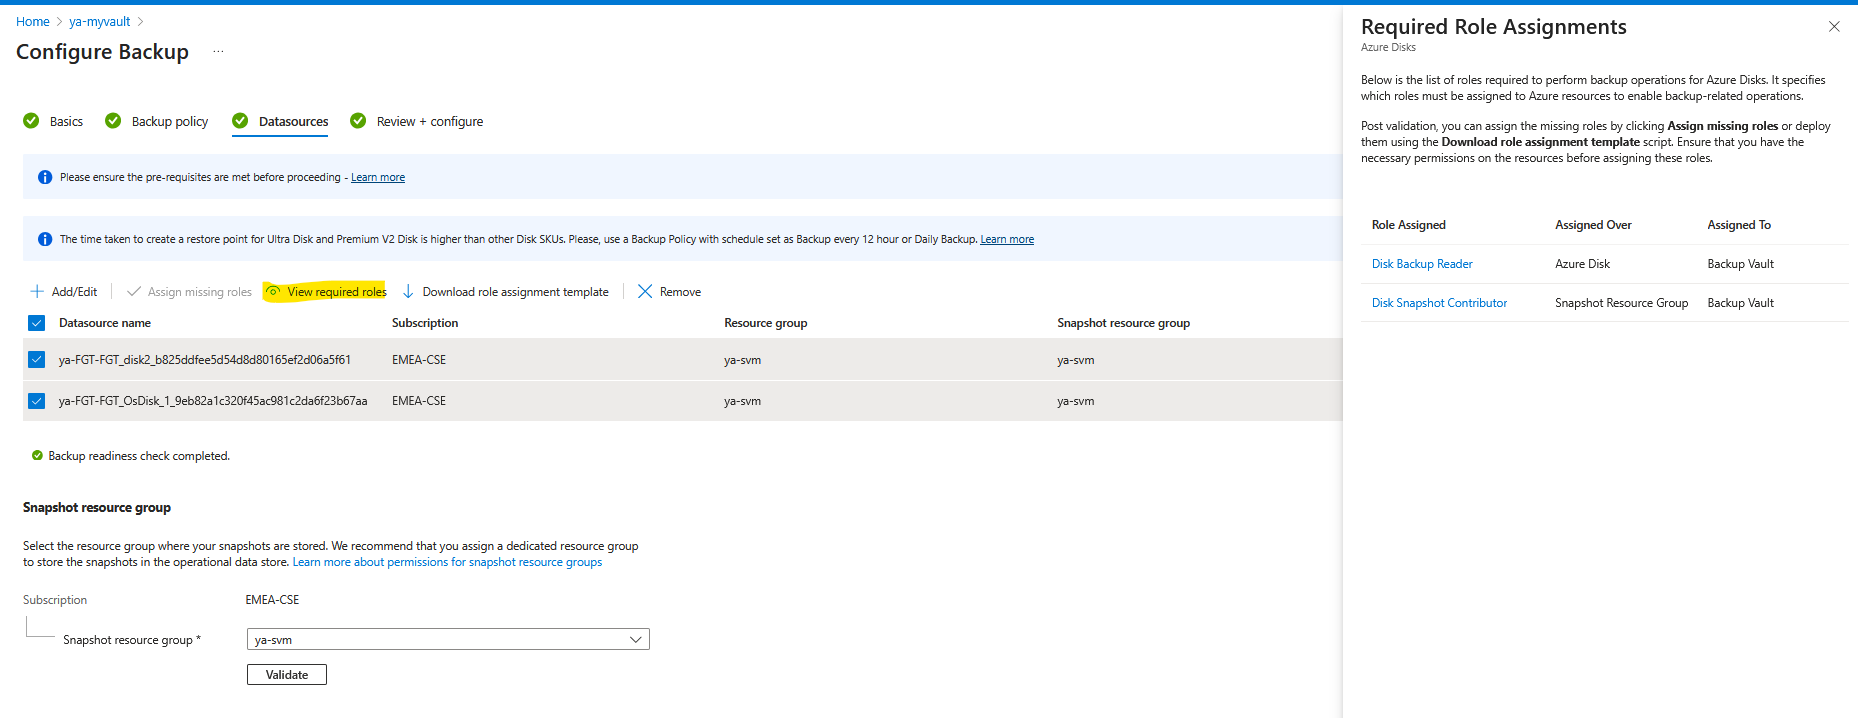 Home > ya-myvault >
Configure Backup ...
Basics Backup policy Datasources Review + configure
Please ensure the pre-requisites are met before proceeding - Learn more
The time taken to create a restore point for Ultra Disk and Premium V2 Disk is higher than other Disk SKUs. Please, use a Backup Policy with schedule set as Backup every 12 hour or Daily Backup. Learn more
Add/Edit Assign missing roles View required roles Download role assignment template Remove
Datasource name Subscription Resource group Snapshot resource group
ya-FGT-FGT_disk2_b825ddfee5d54d8d80165ef2d06a5f61 EMEA-CSE ya-svm ya-svm
ya-FGT-FGT_OsDisk_1_9eb82a1c320f45ac981c2da6f23b67aa EMEA-CSE ya-svm ya-svm
Backup readiness check completed.
Snapshot resource group
Select the resource group where your snapshots are stored. We recommend that you assign a dedicated resource group
to store the snapshots in the operational data store. Learn more about permissions for snapshot resource groups
Subscription EMEA-CSE
Snapshot resource group * ya-svm
Validate
Required Role Assignments
Azure Disks
Below is the list of roles required to perform backup operations for Azure Disks. It specifies
which roles must be assigned to Azure resources to enable backup-related operations.
Post validation, you can assign the missing roles by clicking Assign missing roles or deploy
them using the Download role assignment template script. Ensure that you have the
necessary permissions on the resources before assigning these roles.
Role Assigned Assigned Over Assigned To
Disk Backup Reader Azure Disk Backup Vault
Disk Snapshot Contributor Snapshot Resource Group Backup Vault